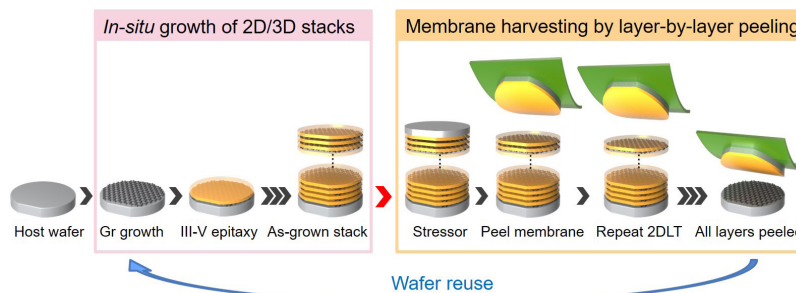 In-situ growth of 2D/3D stacks
Membrane harvesting by layer-by-layer peeling
Host wafer
Gr growth
III-V epitaxy
As-grown stack
Stressor
Peel membrane
Repeat 2DLT
All layers peeled
Wafer reuse